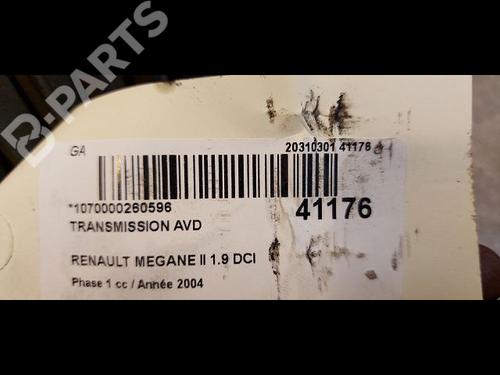 B-PARTS
GA
20310301 41176
*1070000260596
41176
TRANSMISSION AVD
RENAULT MEGANE II 1.9 DCI
Phase 1 cc / Année 2004